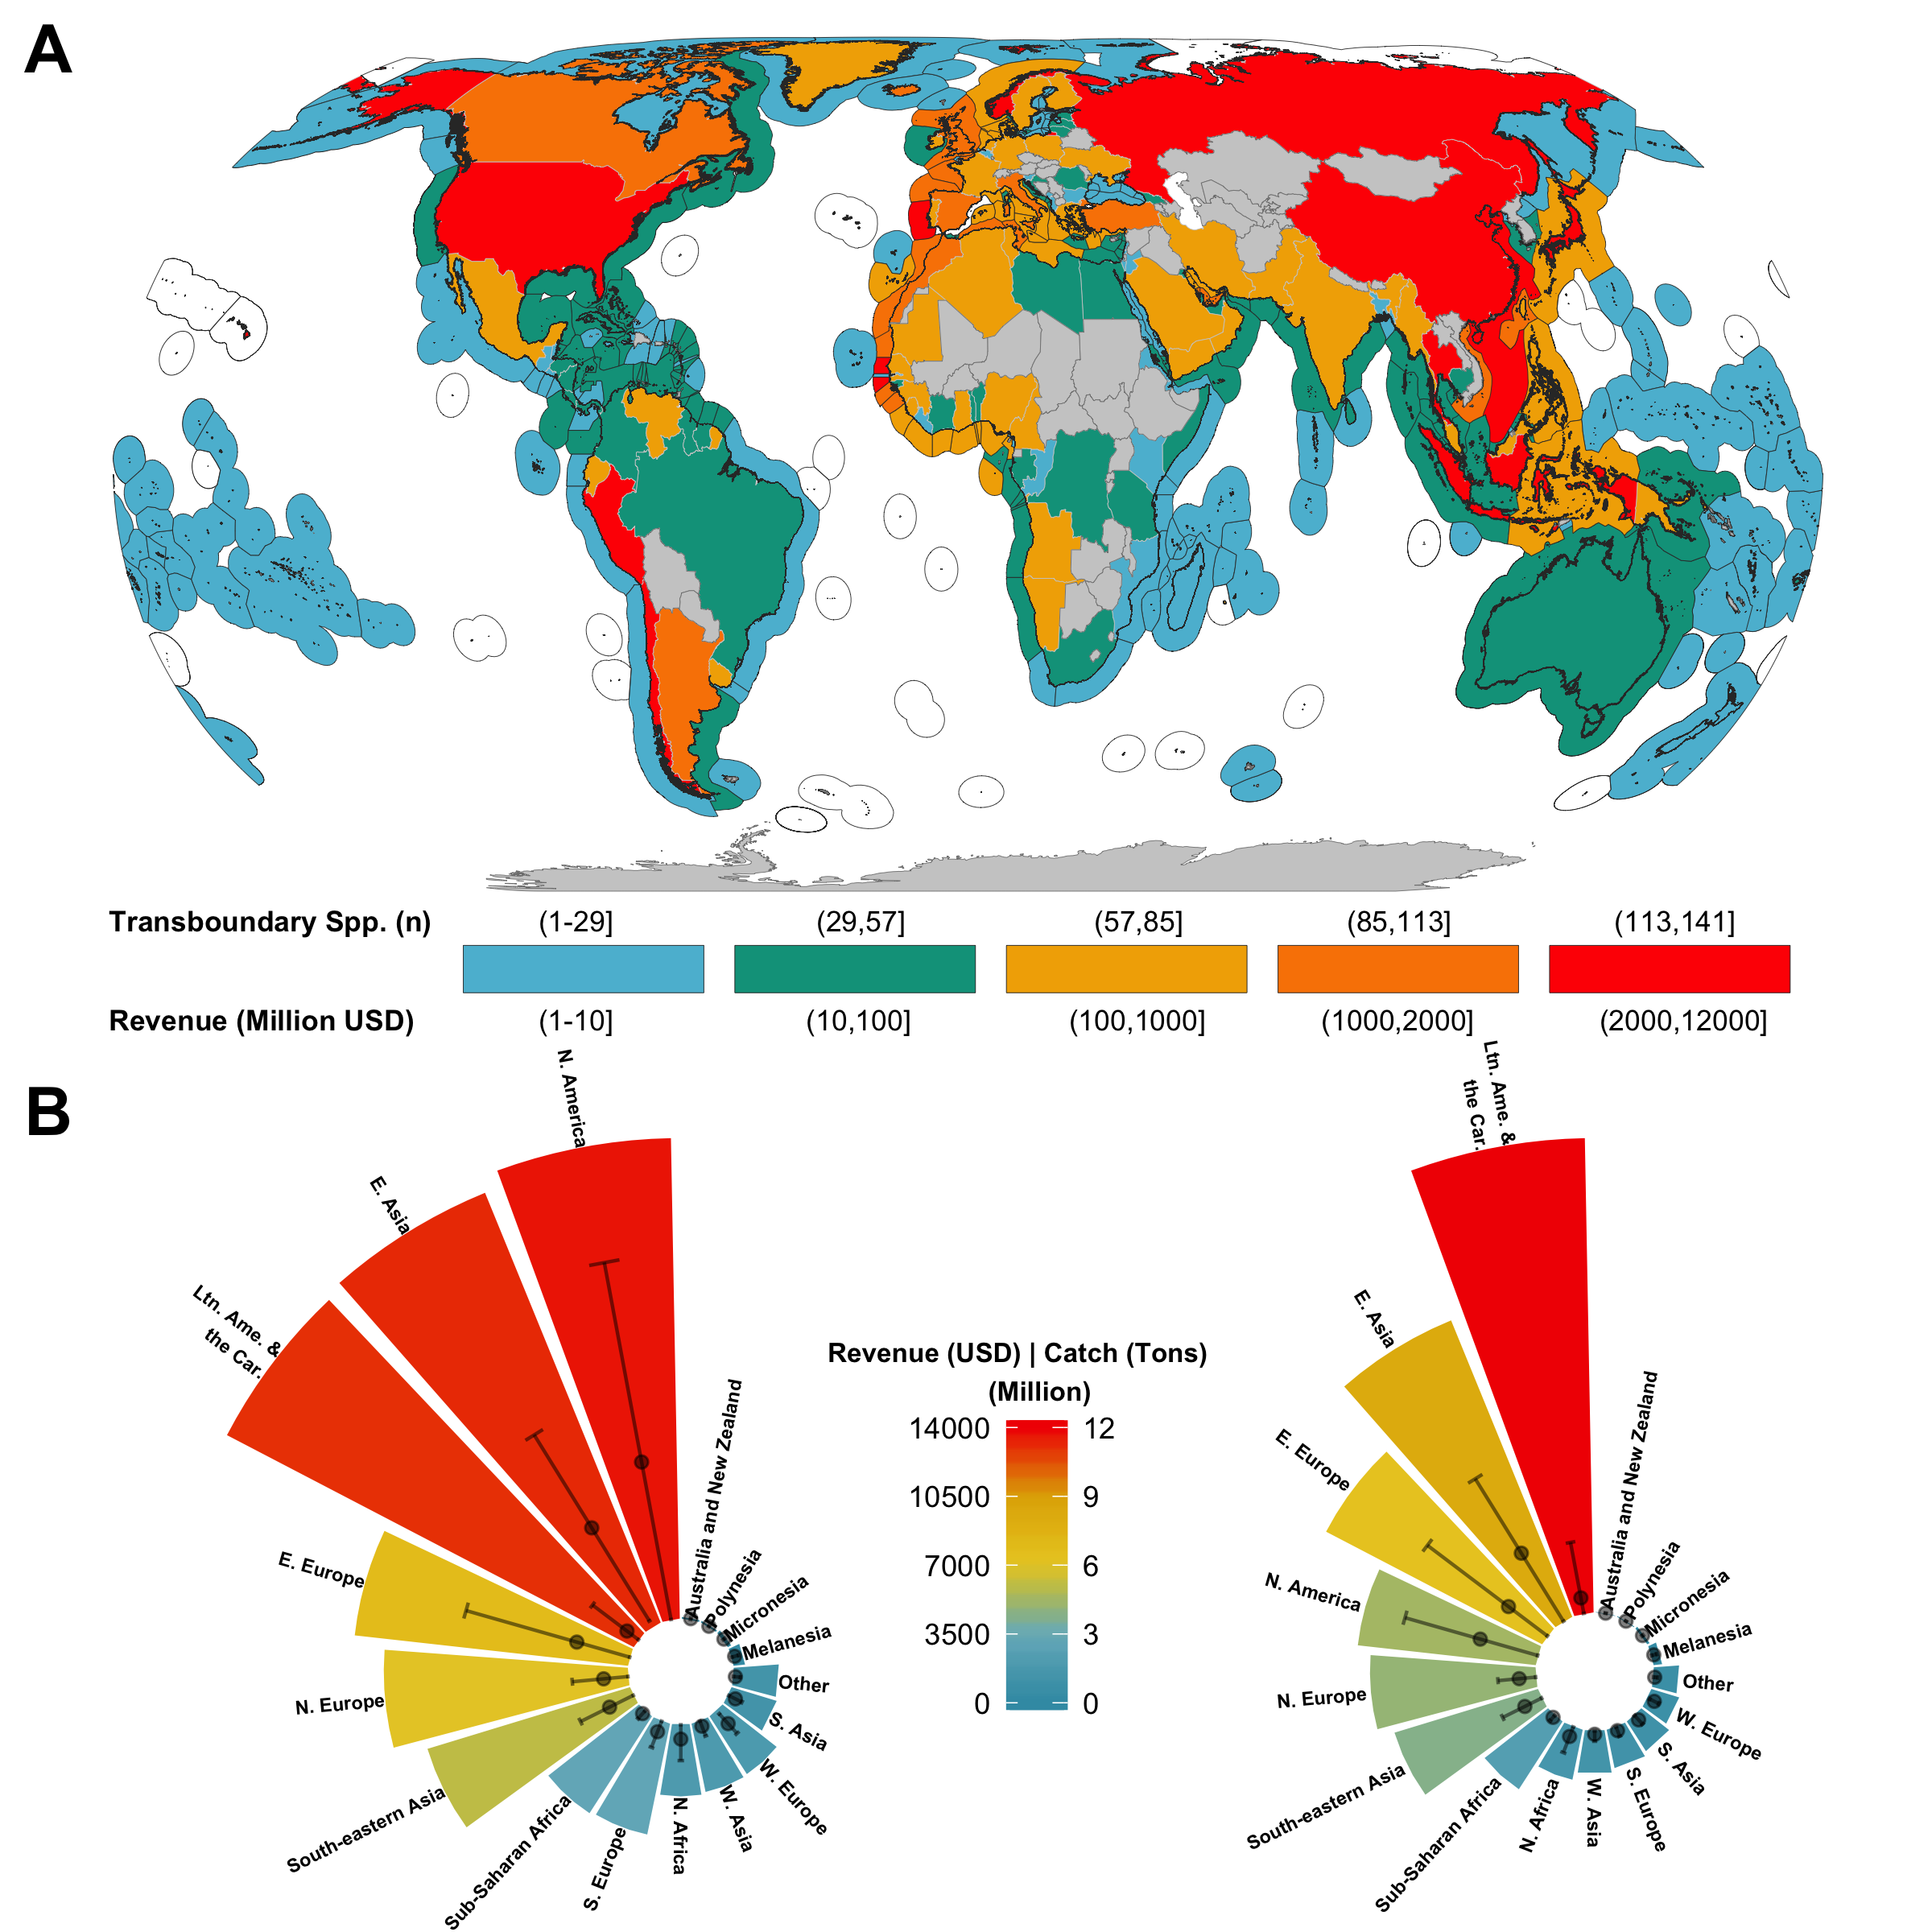 A
Transboundary Spp. (n)
(1-29]
(29,57]
(57,85]
(85,113]
(113,141]
Revenue (Million USD)
(1-10]
(10,100]
(100,1000]
(1000,2000]
(2000,12000]
B
N. America
E. Asia
Ltn. Ame. &
the Car.
E. Europe
N. Europe
South-eastern Asia
Sub-Saharan Africa
S. Europe
N. Africa
W. Asia
W. Europe
S. Asia
Other
Melanesia
Micronesia
Polynesia
Australia and New Zealand
Revenue (USD) | Catch (Tons)
(Million)
14000
12
10500
9
7000
6
3500
3
0
0
Ltn. Ame. &
the Car.
E. Asia
E. Europe
N. America
N. Europe
South-eastern Asia
Sub-Saharan Africa
N. Africa
W. Asia
S. Europe
S. Asia
W. Europe
Other
Melanesia
Micronesia
Polynesia
Australia and New Zealand